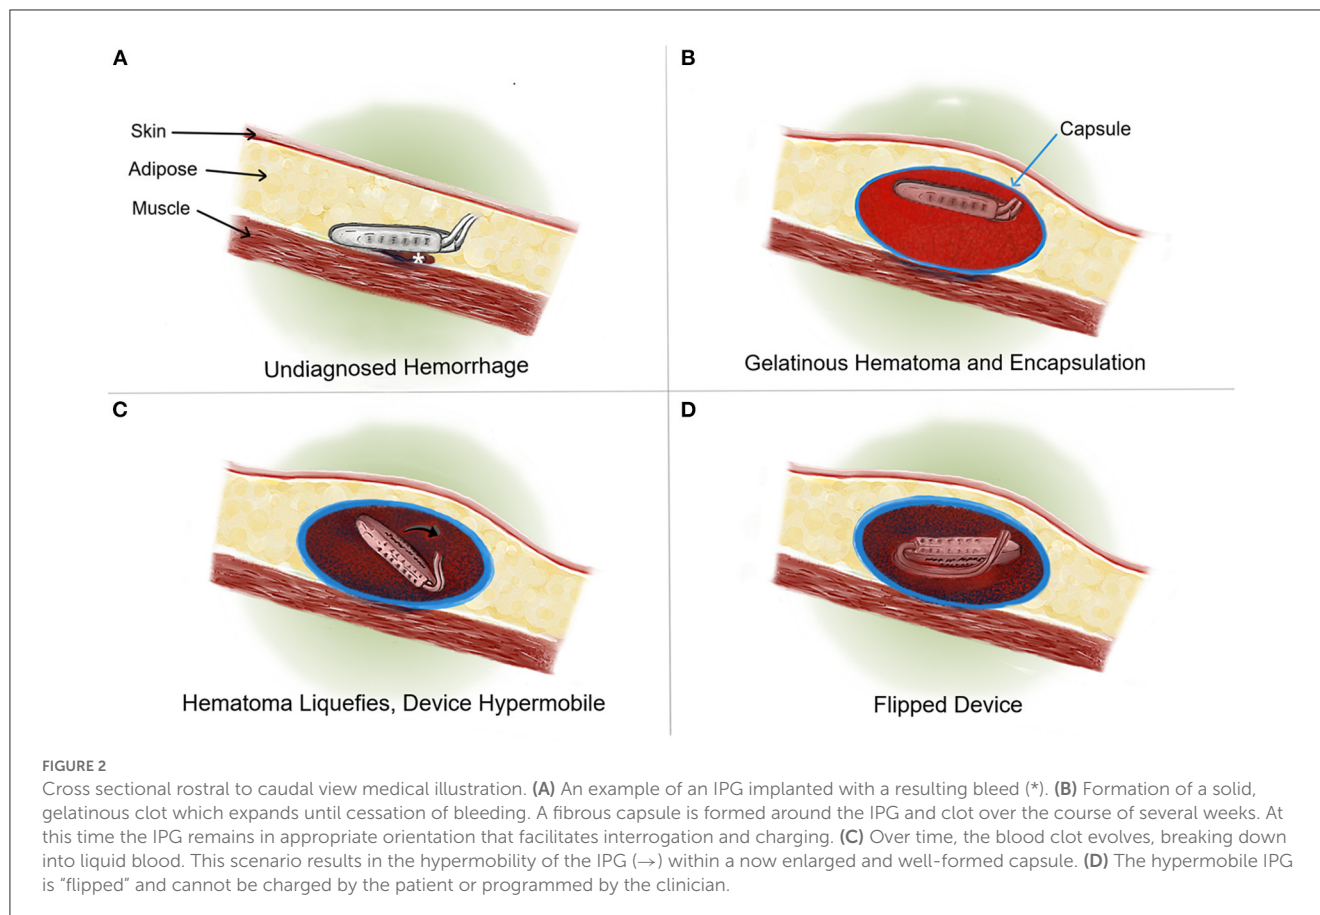 A
Skin
Adipose
Muscle
*
Undiagnosed Hemorrhage
B
Capsule
Gelatinous Hematoma and Encapsulation
C
Hematoma Liquefies, Device Hypermobile
D
Flipped Device
FIGURE 2
Cross sectional rostral to caudal view medical illustration. (A) An example of an IPG implanted with a resulting bleed (*). (B) Formation of a solid,
gelatinous clot which expands until cessation of bleeding. A fibrous capsule is formed around the IPG and clot over the course of several weeks. At
this time the IPG remains in appropriate orientation that facilitates interrogation and charging. (C) Over time, the blood clot evolves, breaking down
into liquid blood. This scenario results in the hypermobility of the IPG (→) within a now enlarged and well-formed capsule. (D) The hypermobile IPG
is “flipped” and cannot be charged by the patient or programmed by the clinician.